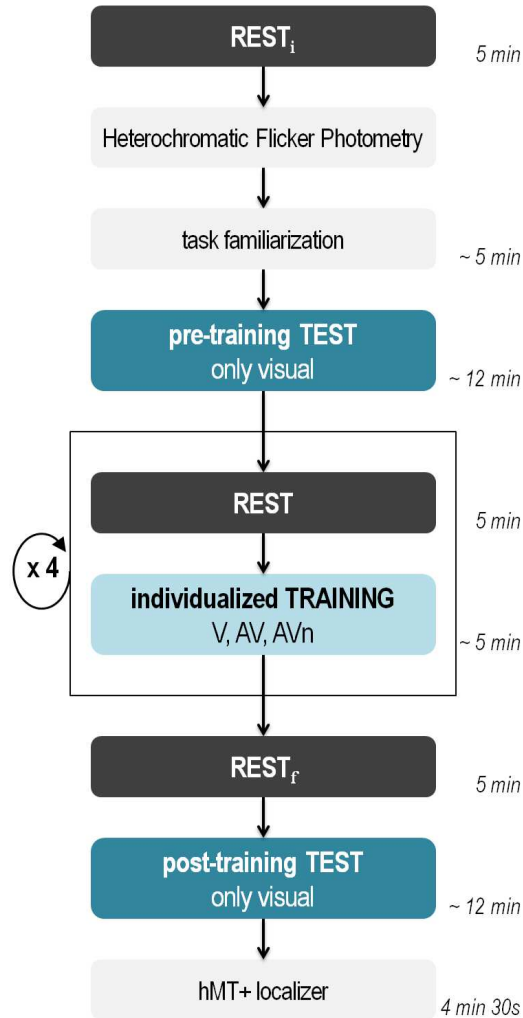 RESTi
5 min
Heterochromatic Flicker Photometry
task familiarization
~ 5 min
pre-training TEST
only visual
~ 12 min
REST
5 min
x 4
individualized TRAINING
V, AV, AVn
~ 5 min
RESTf
5 min
post-training TEST
only visual
~ 12 min
hMT+ localizer
4 min 30s